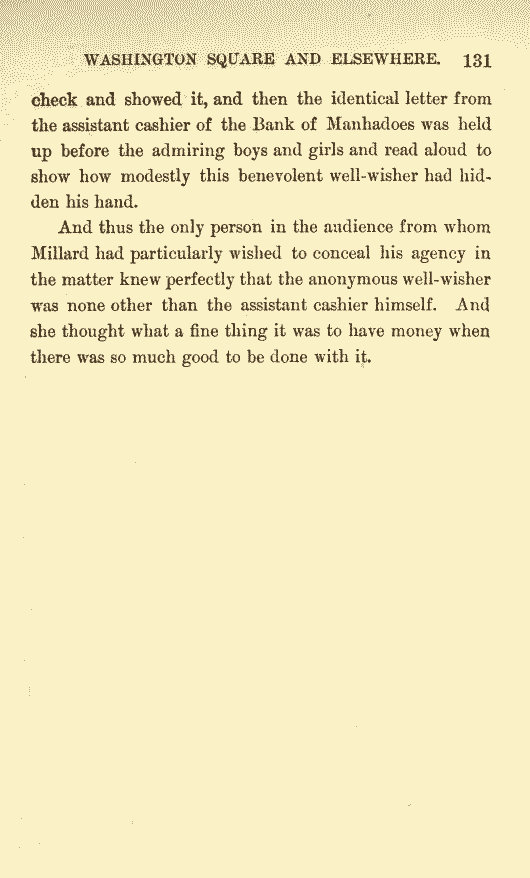 WASHINGTON SQUARE AND ELSEWHERE. 131
check and showed it, and then the identical letter from
the assistant cashier of the Bank of Manhadoes was held
up before the admiring boys and girls and read aloud to
show how modestly this benevolent well-wisher had hid-
den his hand.
And thus the only person in the audience from whom
Millard had particularly wished to conceal his agency in
the matter knew perfectly that the anonymous well-wisher
was none other than the assistant cashier himself. And
she thought what a fine thing it was to have money when
there was so much good to be done with it.